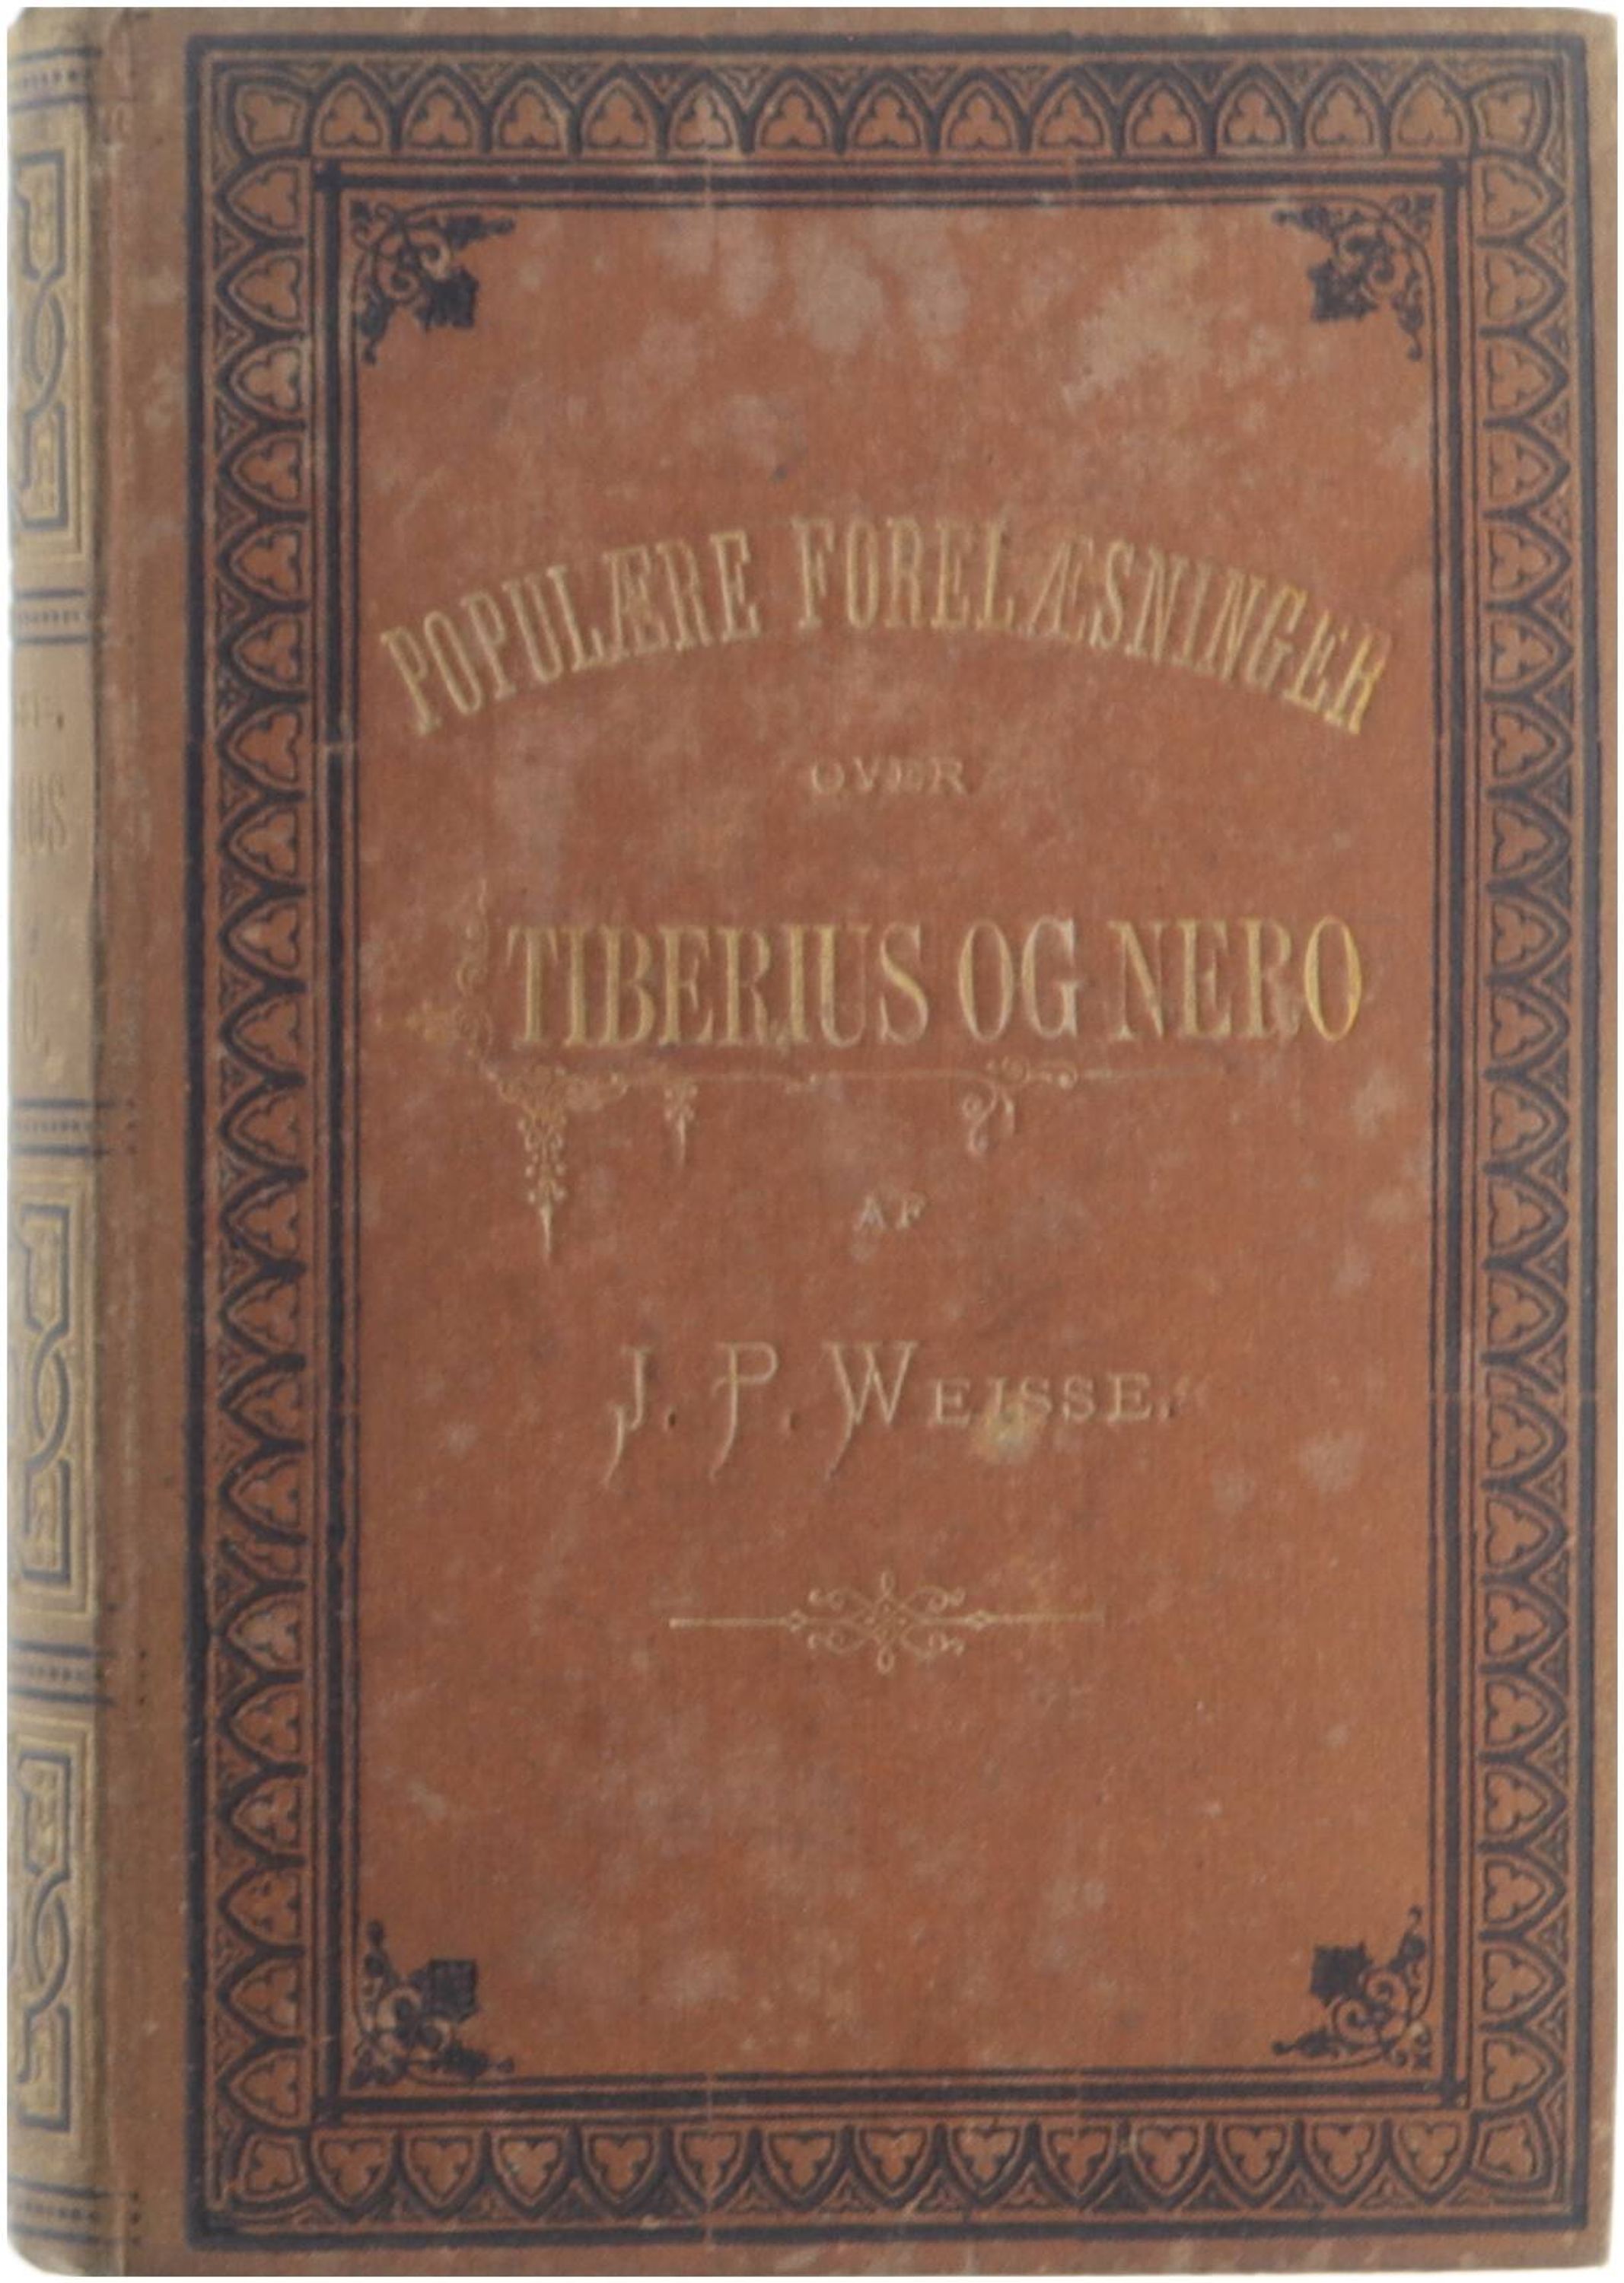 POPULÆRE FORELÆSNINGER
OVER
TIBERIUS OG NERO
AF
J. P. WEISSE.